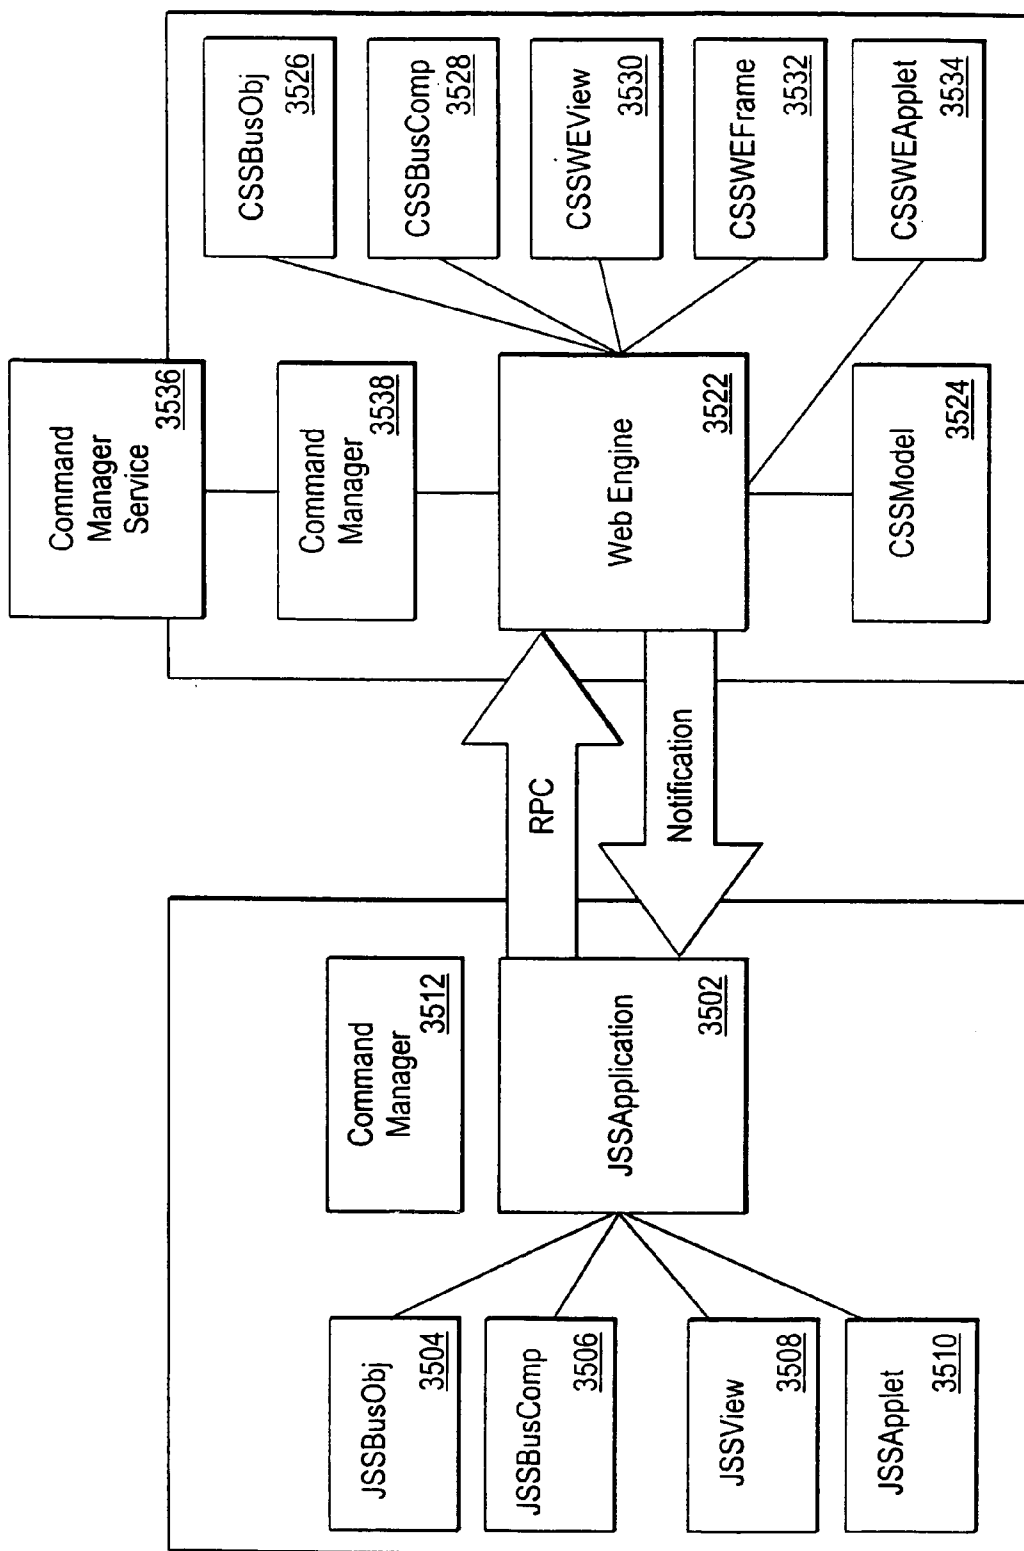 JSSBusObj
3504
JSSBusComp
3506
JSSView
3508
JSSApplet
3510
Command
Manager
3512
JSSApplication
3502
RPC
Notification
Command
Manager
Service
3536
Command
Manager
3538
Web Engine
3522
CSSModel
3524
CSSBusObj
3526
CSSBusComp
3528
CSSWEView
3530
CSSWEFrame
3532
CSSWEApplet
3534